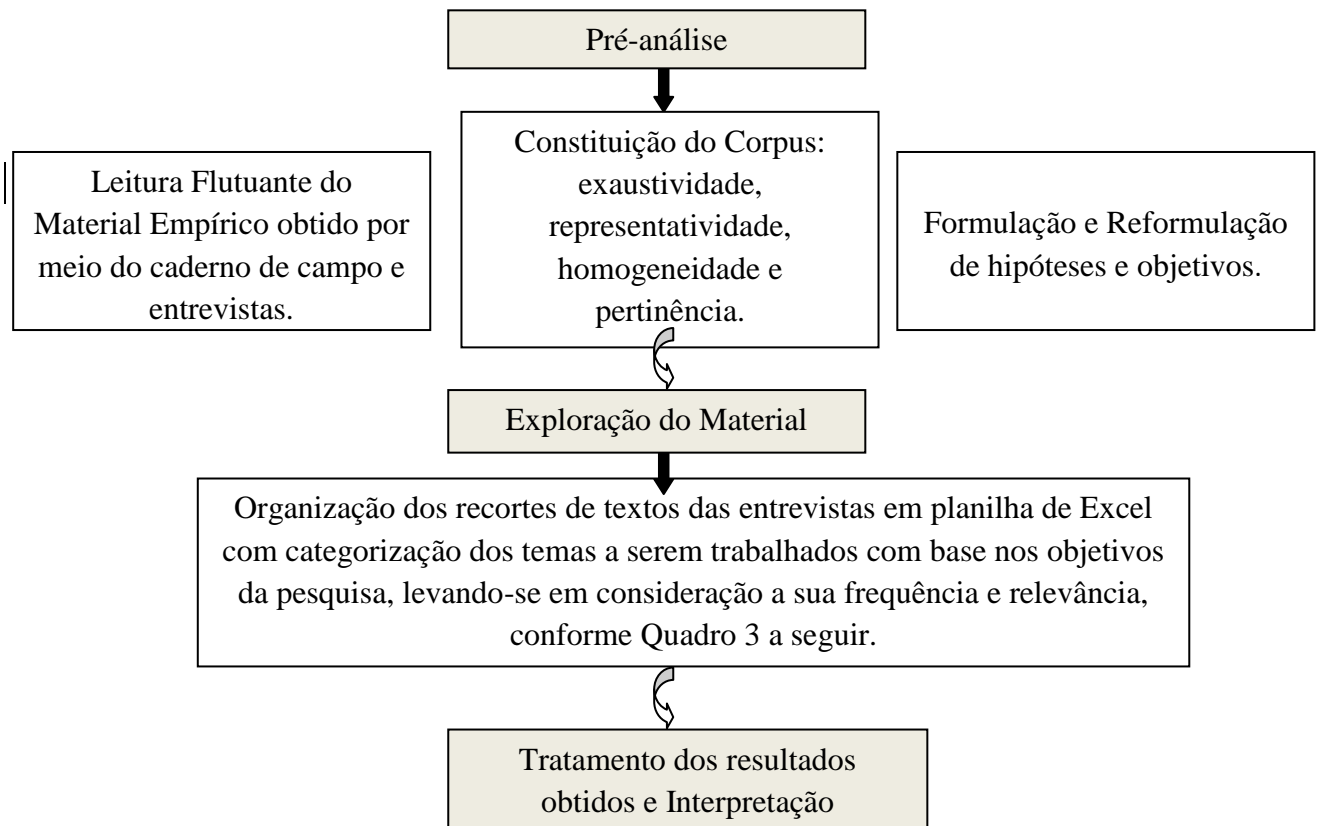 Pré-análise
Leitura Flutuante do
Material Empírico obtido por
meio do caderno de campo e
entrevistas.
Constituição do Corpus:
exaustividade,
representatividade,
homogeneidade e
pertinência.
Formulação e Reformulação
de hipóteses e objetivos.
Exploração do Material
Organização dos recortes de textos das entrevistas em planilha de Excel
com categorização dos temas a serem trabalhados com base nos objetivos
da pesquisa, levando-se em consideração a sua frequência e relevância,
conforme Quadro 3 a seguir.
Tratamento dos resultados
obtidos e Interpretação